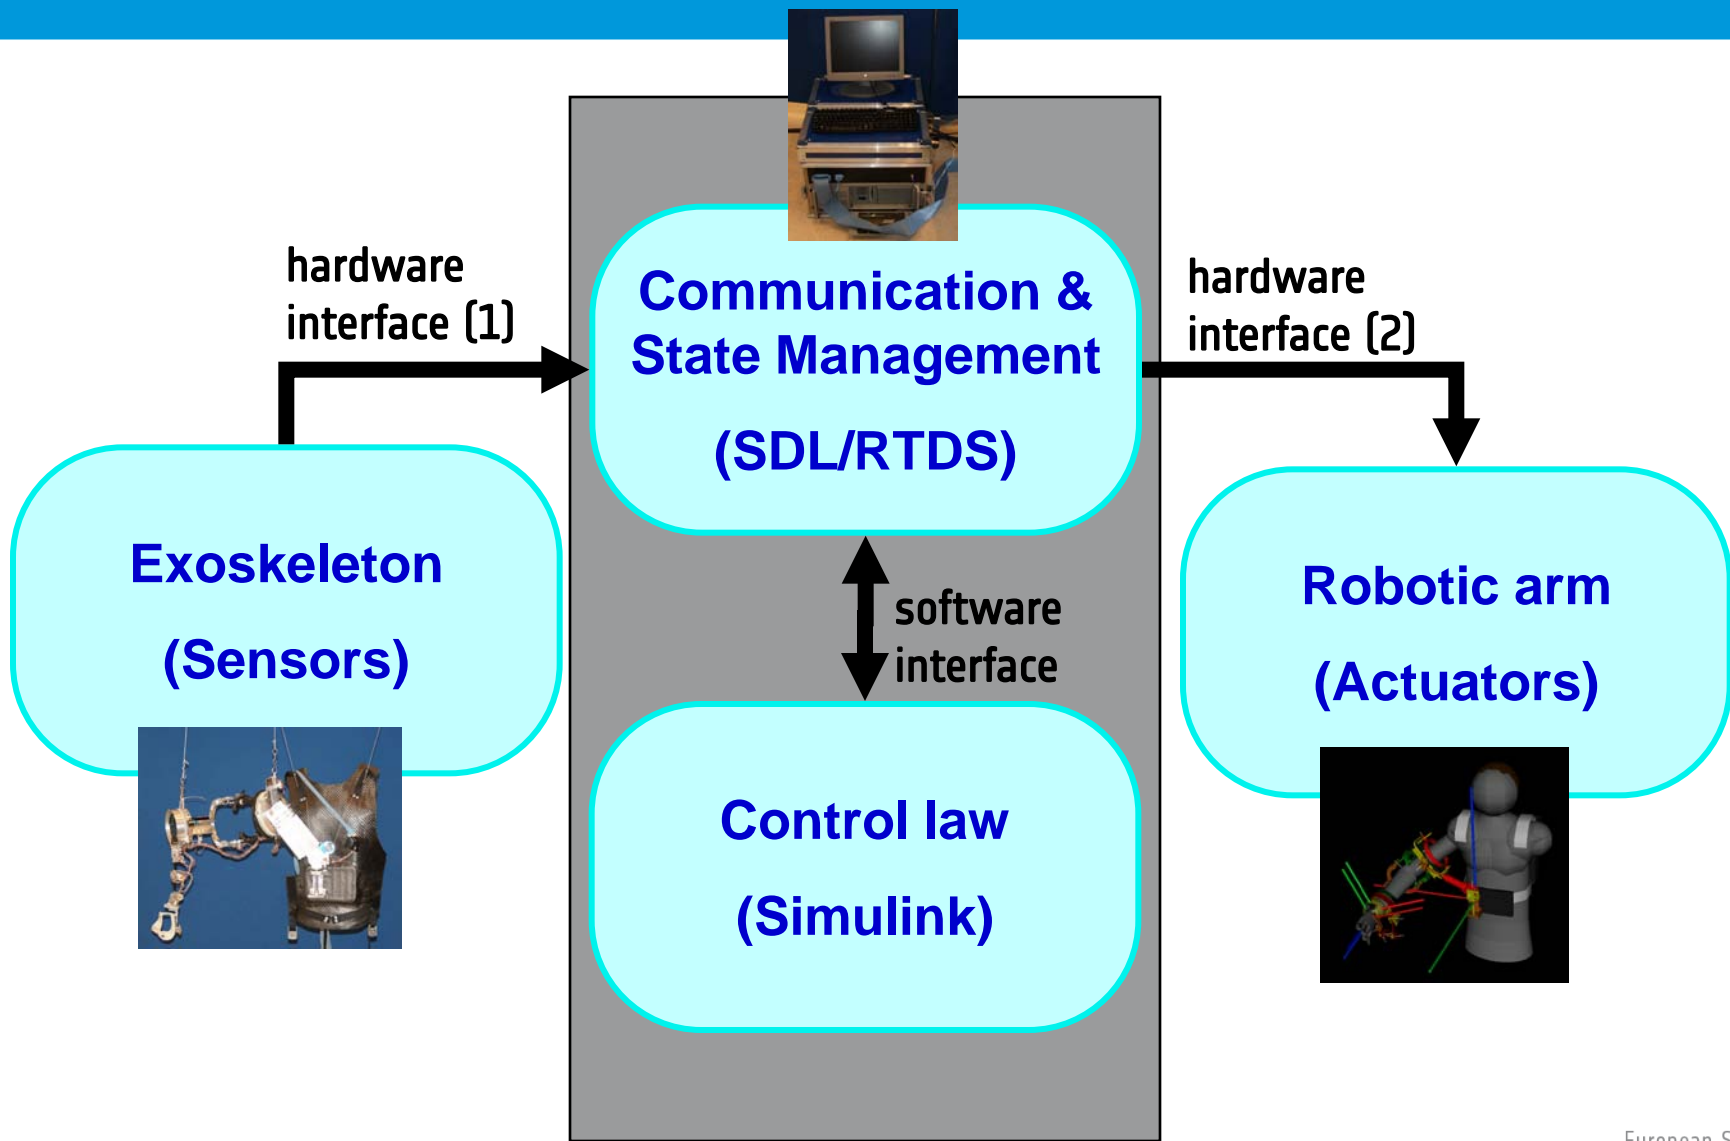 hardware
interface (1)
Communication &
State Management
(SDL/RTDS)
hardware
interface (2)
Exoskeleton
(Sensors)
software
interface
Robotic arm
(Actuators)
Control law
(Simulink)
European S